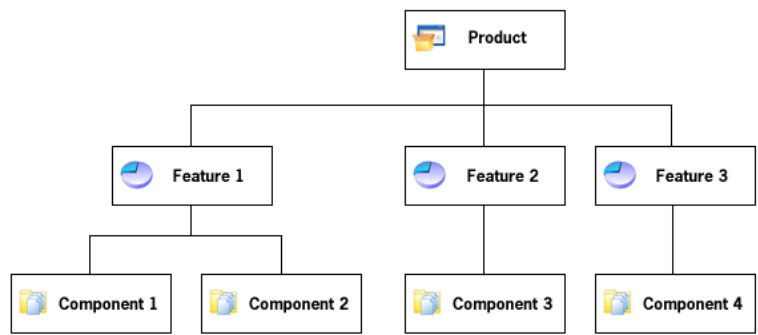 Product
Feature 1
Feature 2
Feature 3
Component 1
Component 2
Component 3
Component 4